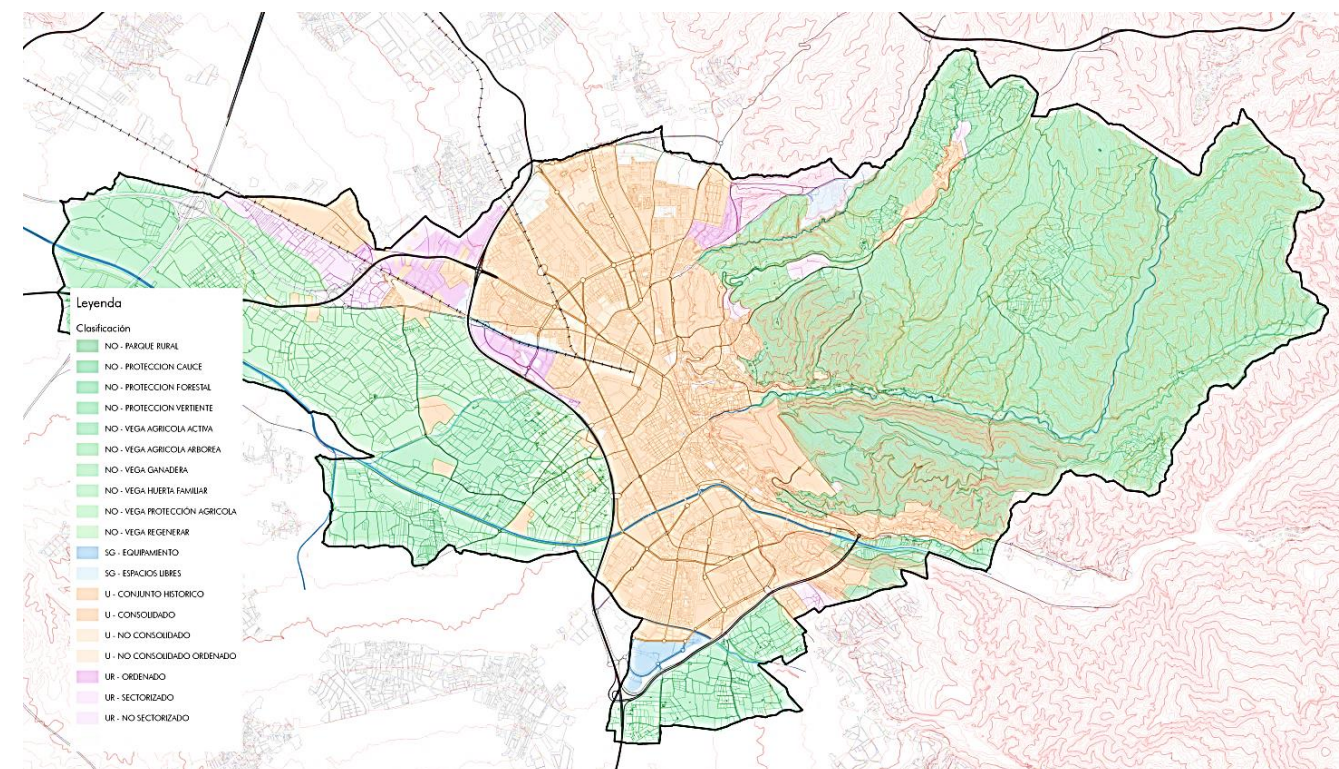 Leyenda
Clasificación
NO - PARQUE RURAL
NO - PROTECCION CAUCE
NO - PROTECCION FORESTAL
NO - PROTECCION VERTIENTE
NO - VEGA AGRICOLA ACTIVA
NO - VEGA AGRICOLA ARBOREA
NO - VEGA GANADERA
NO - VEGA HUERTA FAMILIAR
NO - VEGA PROTECCIÓN AGRICOLA
NO - VEGA REGENERAR
SG - EQUIPAMIENTO
SG - ESPACIOS LIBRES
U - CONJUNTO HISTORICO
U - CONSOLIDADO
U - NO CONSOLIDADO
U - NO CONSOLIDADO ORDENADO
UR - ORDENADO
UR - SECTORIZADO
UR - NO SECTORIZADO